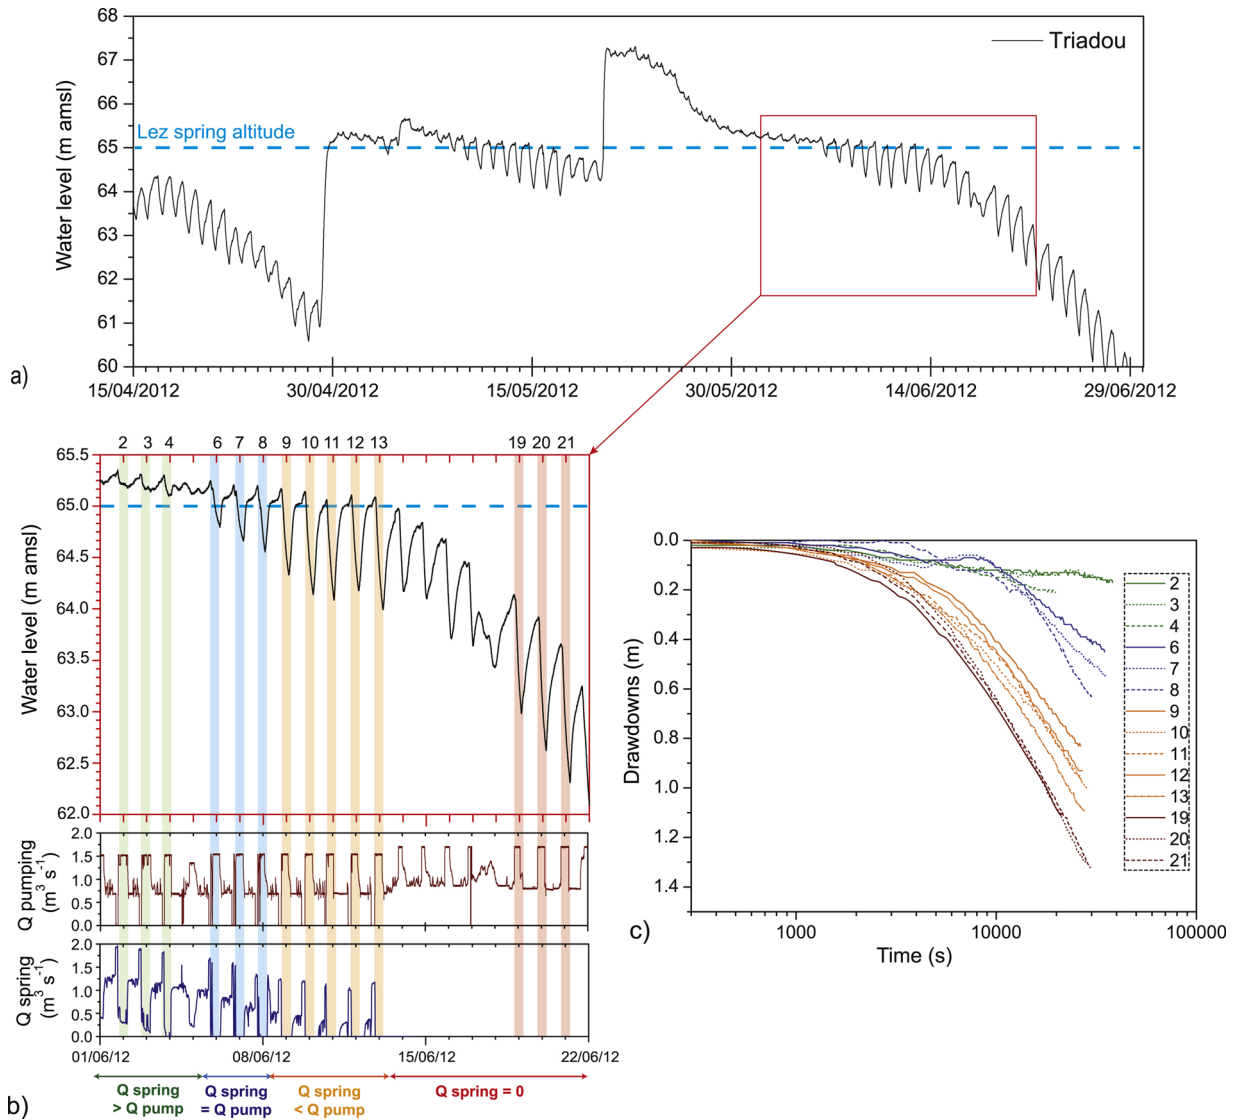 68
67
66
65
64
63
62
61
60
Water level (m amsl)
Triadou
Lez spring altitude
15/04/2012 30/04/2012 15/05/2012 30/05/2012 14/06/2012 29/06/2012
a)
2 3 4 6 7 8 9 10 11 12 13 19 20 21
65.5
65.0
64.5
64.0
63.5
63.0
62.5
62.0
Water level (m amsl)
2.0
1.5
1.0
0.5
0.0
Q pumping
(m³ s⁻¹)
2.0
1.5
1.0
0.5
0.0
Q spring
(m³ s⁻¹)
01/06/12 08/06/12 15/06/12 22/06/12
Q spring
> Q pump
Q spring
= Q pump
Q spring
< Q pump
Q spring = 0
b)
0.0
0.2
0.4
0.6
0.8
1.0
1.2
1.4
Drawdowns (m)
2
3
4
6
7
8
9
10
11
12
13
19
20
21
1000 10000 100000
Time (s)
c)